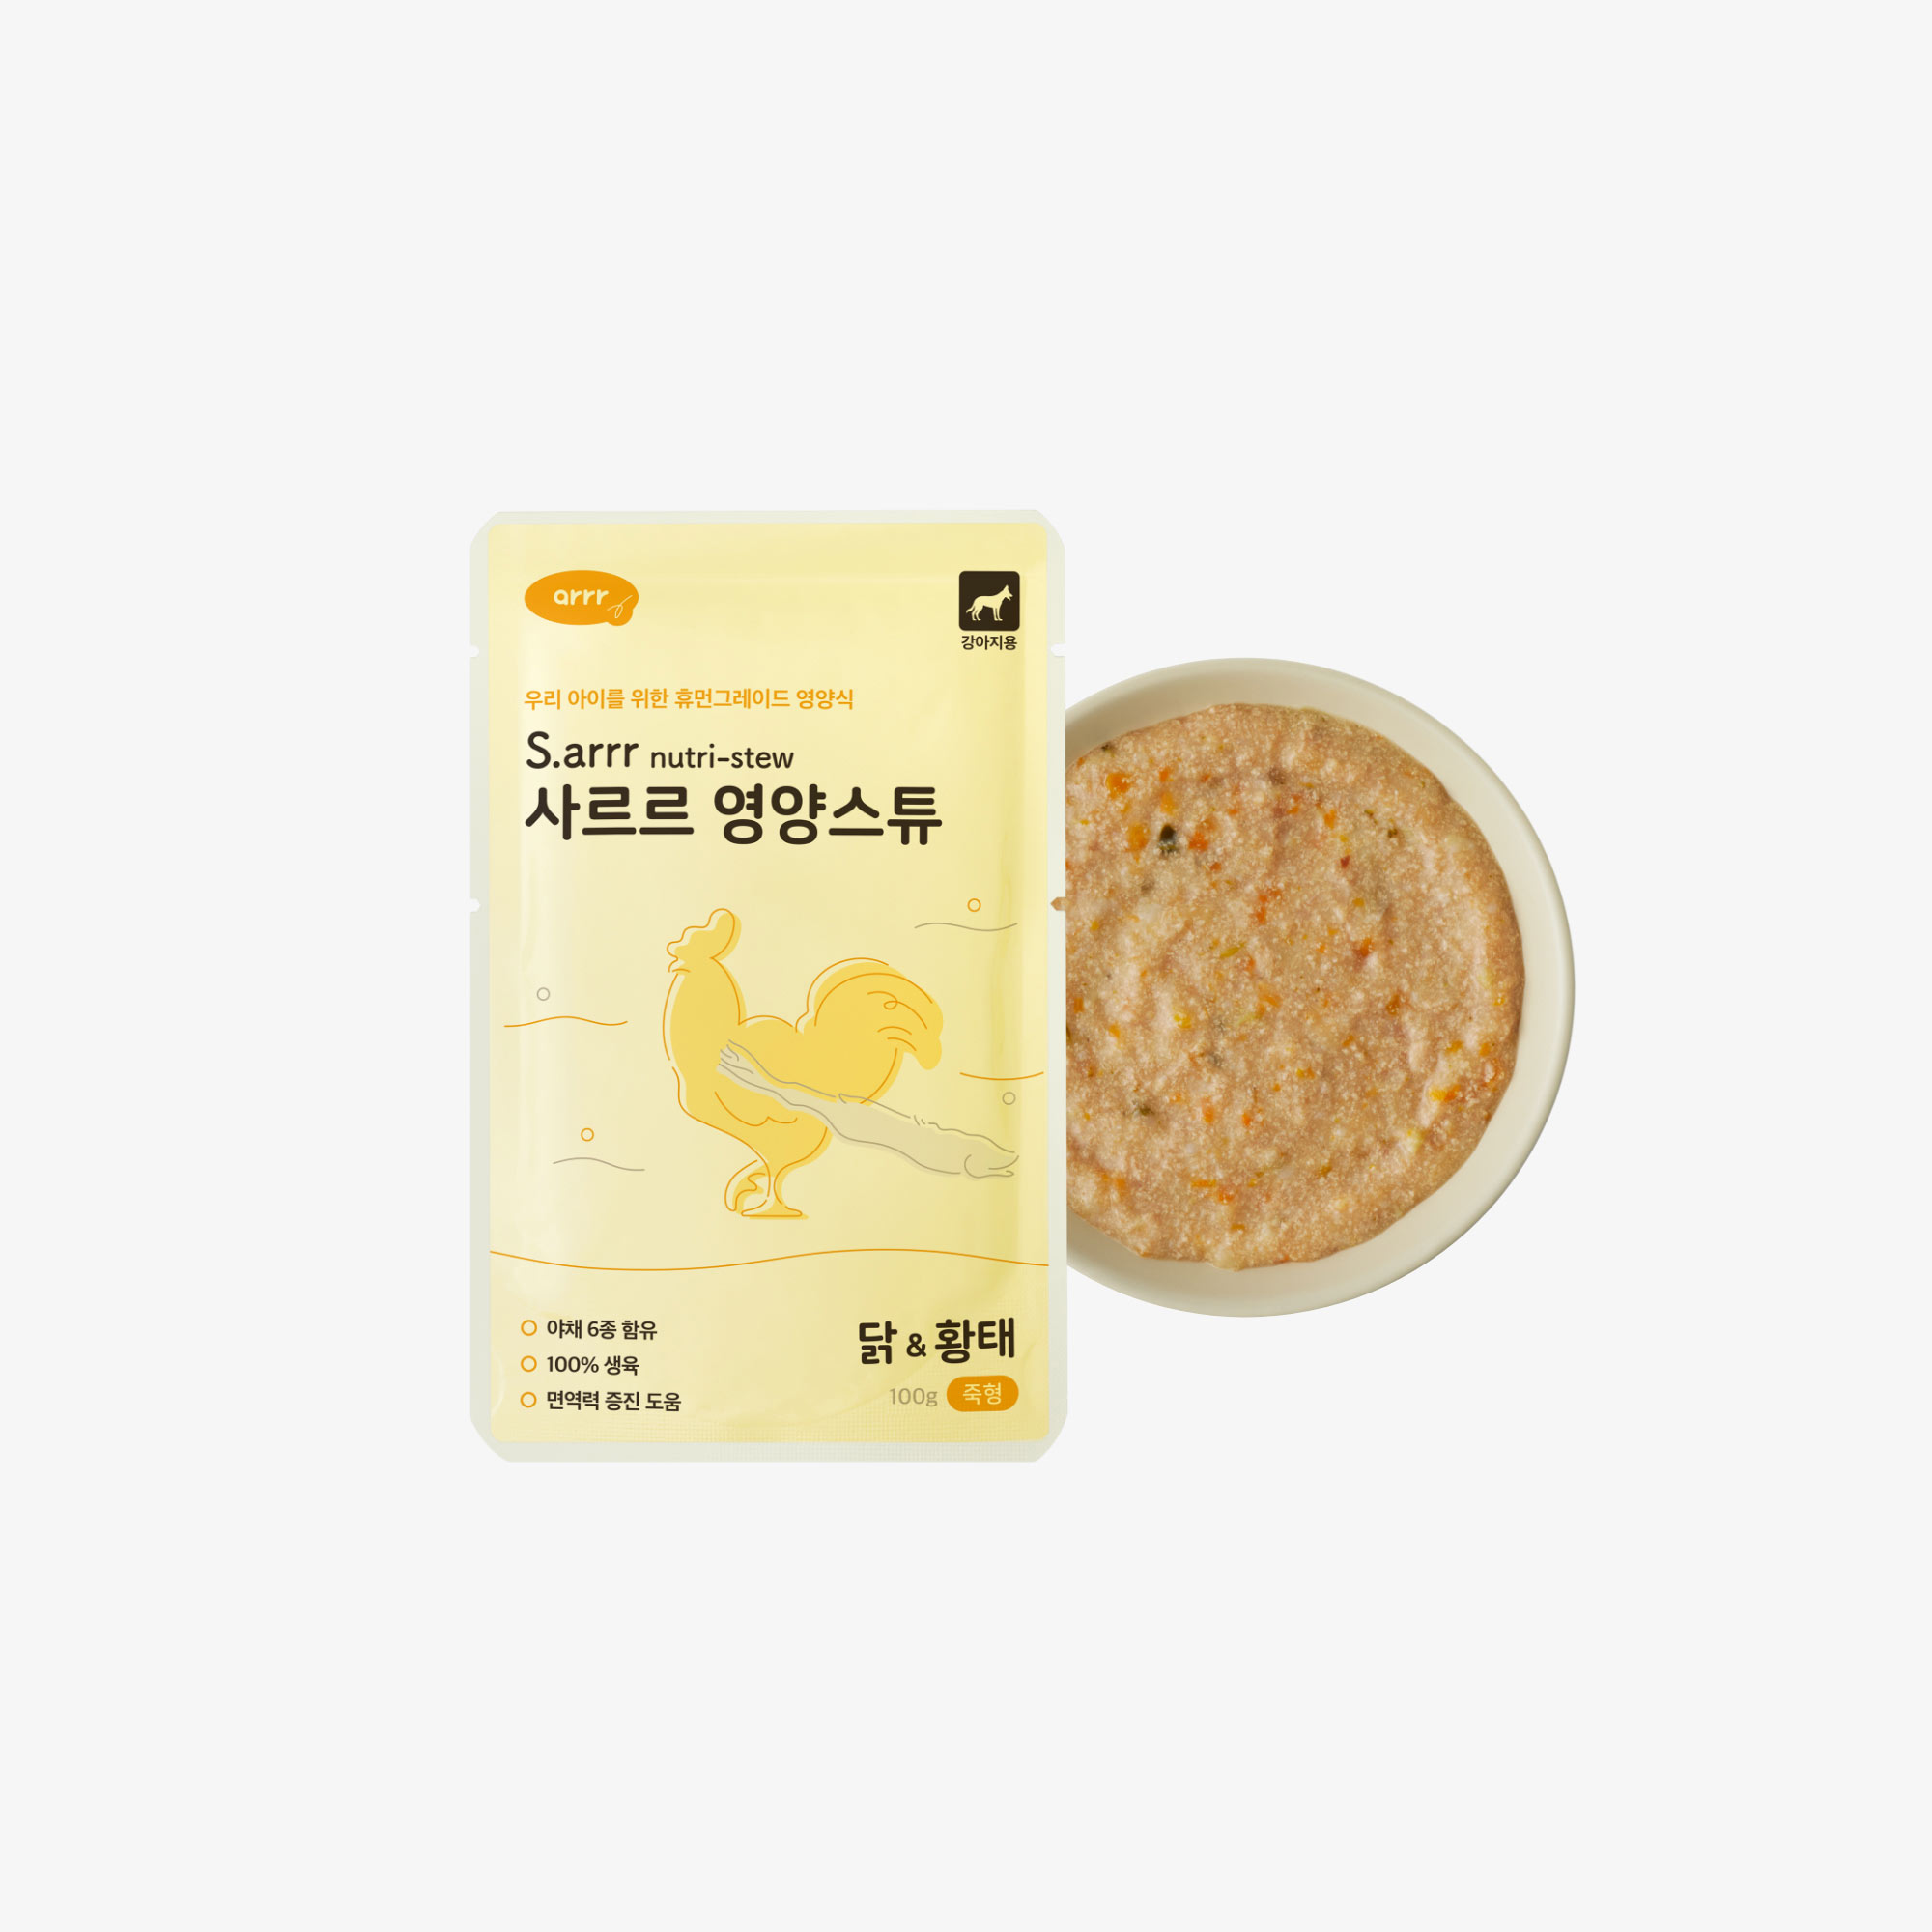 arrr
강아지용
우리 아이를 위한 휴먼그레이드 영양식
S.arrr nutri-stew
사르르 영양스튜
야채 6종 함유
100% 생육
면역력 증진 도움
닭 & 황태
100g 죽형